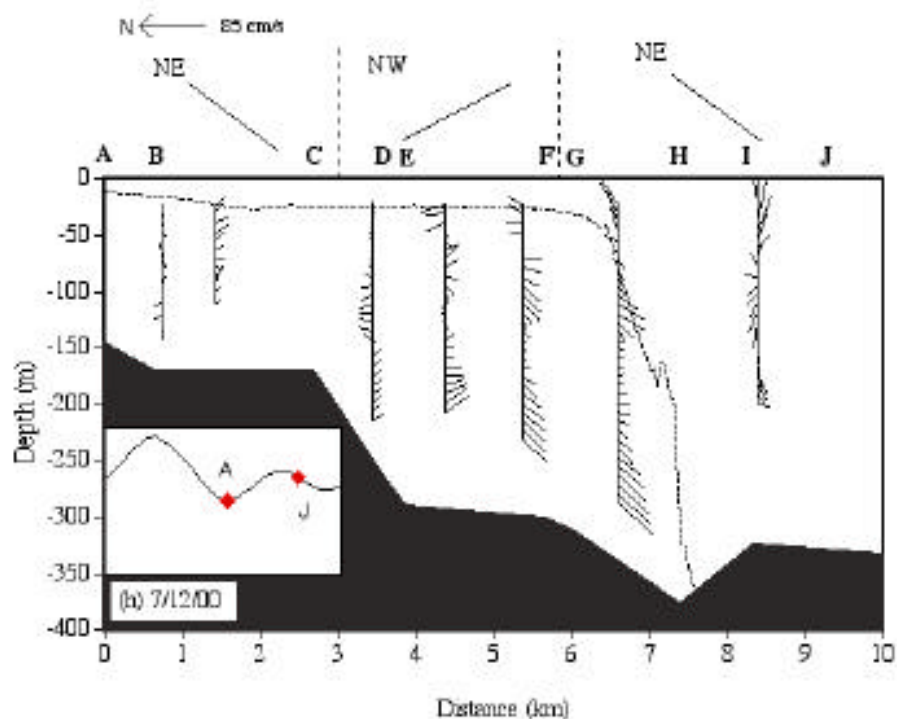 N 85 cm/s
NE NW NE
A B C D E F G H I J
0
-50
-100
-150
-200
-250
-300
-350
-400
Depth (m)
A
J
(h) 7/12/00
0 1 2 3 4 5 6 7 8 9 10
Distance (km)